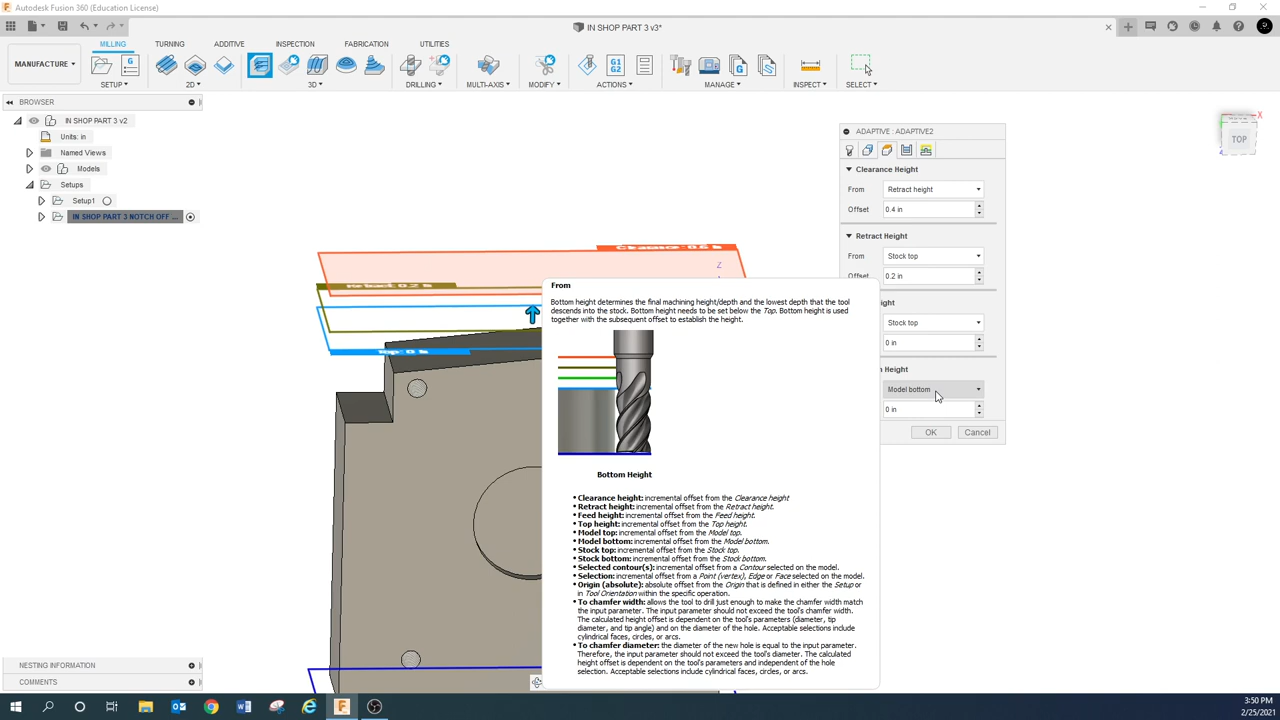 Autodesk Fusion 360 (Education License)
IN SHOP PART 3 v3*
MANUFACTURE
MILLING
TURNING
ADDITIVE
INSPECTION
FABRICATION
UTILITIES
SETUP
2D
3D
DRILLING
MULTI-AXIS
MODIFY
ACTIONS
MANAGE
INSPECT
SELECT
G1
G2
BROWSER
IN SHOP PART 3 v2
Units: in
Named Views
Models
Setups
Setup1
IN SHOP PART 3 NOTCH OFF ...
ADAPTIVE : ADAPTIVE2
Clearance Height
From Retract height
Offset 0.4 in
Retract Height
From Stock top
Offset 0.2 in
Stock top
0 in
Height
Model bottom
0 in
OK Cancel
TOP
X
Z
Retract: 0.2 in
Top: 0 in
From
Bottom height determines the final machining height/depth and the lowest depth that the tool
descends into the stock. Bottom height needs to be set below the Top. Bottom height is used
together with the subsequent offset to establish the height.
Bottom Height
• Clearance height: incremental offset from the Clearance height
• Retract height: incremental offset from the Retract height.
• Feed height: incremental offset from the Feed height.
• Top height: incremental offset from the Top height.
• Model top: incremental offset from the Model top.
• Model bottom: incremental offset from the Model bottom.
• Stock top: incremental offset from the Stock top.
• Stock bottom: incremental offset from the Stock bottom.
• Selected contour(s): incremental offset from a Contour selected on the model.
• Selection: incremental offset from a Point (vertex), Edge or Face selected on the model.
• Origin (absolute): absolute offset from the Origin that is defined in either the Setup or
in Tool Orientation within the specific operation.
• To chamfer width: allows the tool to drill just enough to make the chamfer width match
the input parameter. The input parameter should not exceed the tool's chamfer width.
The calculated height offset is dependent on the tool's parameters (diameter, tip
diameter, and tip angle) and on the diameter of the hole. Acceptable selections include
cylindrical faces, circles, or arcs.
• To chamfer diameter: the diameter of the new hole is equal to the input parameter.
Therefore, the input parameter should not exceed the tool's diameter. The calculated
height offset is dependent on the tool's parameters and independent of the hole
selection. Acceptable selections include cylindrical faces, circles, or arcs.
NESTING INFORMATION
COMMENTS
3:50 PM
2/25/2021